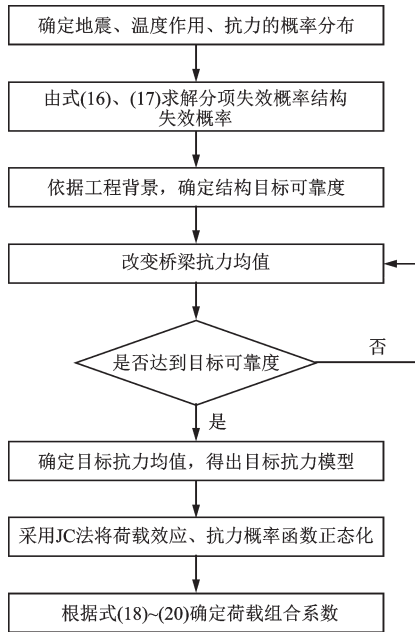 确定地震、温度作用、抗力的概率分布
由式(16)、(17)求解分项失效概率结构
失效概率
依据工程背景，确定结构目标可靠度
改变桥梁抗力均值
是否达到目标可靠度
否
是
确定目标抗力均值，得出目标抗力模型
采用JC法将荷载效应、抗力概率函数正态化
根据式(18)~(20)确定荷载组合系数